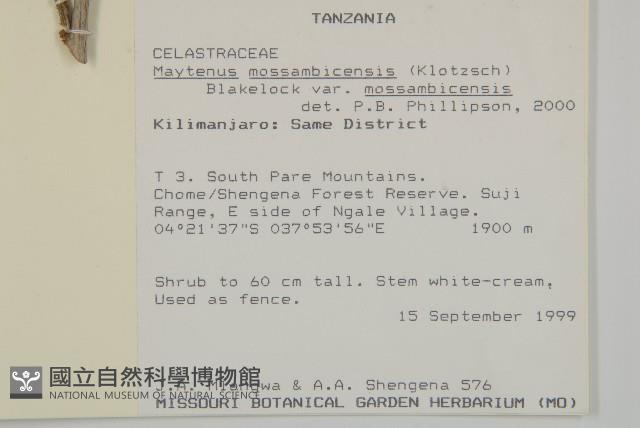 TANZANIA
CELASTRACEAE
Maytenus mossambicensis (Klotzsch)
Blakelock var. mossambicensis
det. P.B. Phillipson, 2000
Kilimanjaro: Same District
T 3. South Pare Mountains.
Chome/Shengena Forest Reserve. Suji
Range, E side of Ngale Village.
04°21'37"S 037°53'56"E 1900 m
Shrub to 60 cm tall. Stem white-cream,
Used as fence.
15 September 1999
& A.A. Shengena 576
MISSOURI BOTANICAL GARDEN HERBARIUM (MO)
國立自然科學博物館
NATIONAL MUSEUM OF NATURAL SCIENCE